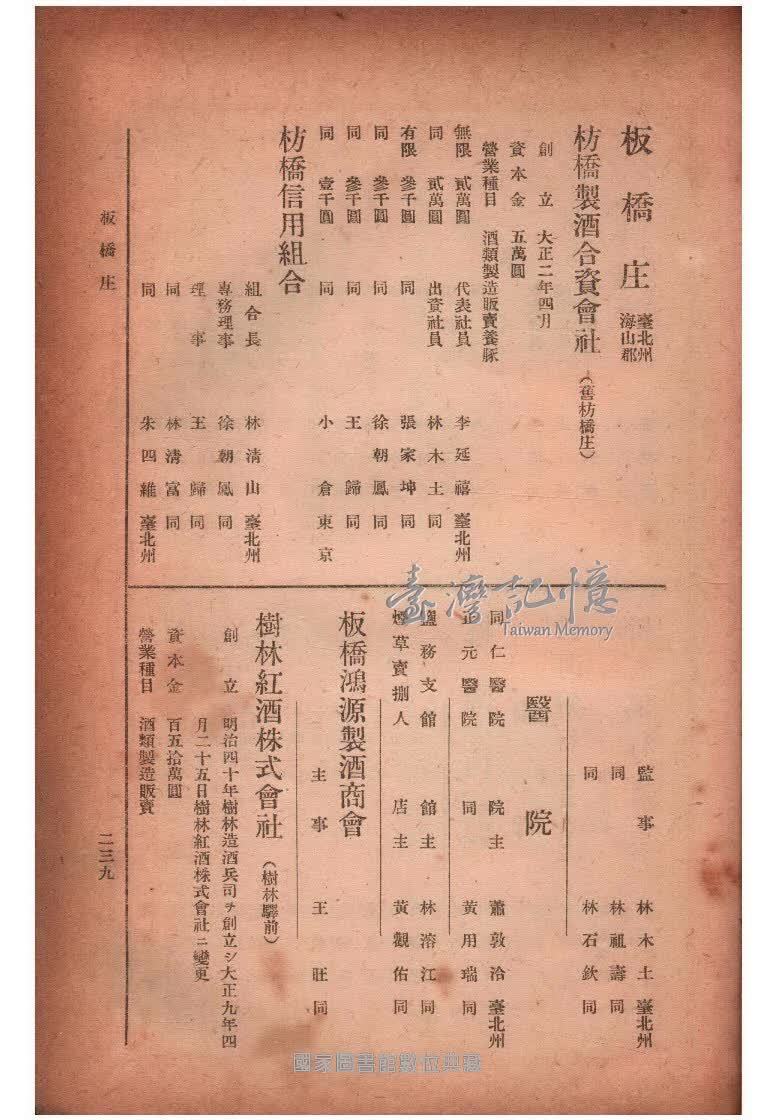 板橋庄 臺北州海山郡
枋橋製酒合資會社 （舊枋橋庄）
創立 大正二年四月
資本金 五萬圓
營業種目 酒類製造販賣養豚
無限 貳萬圓 代表社員 李延禧 臺北州
同 貳萬圓 出資社員 林木土 同
有限 參千圓 同 張家坤 同
同 參千圓 同 徐朝鳳 同
同 參千圓 同 王歸 同
同 壹千圓 同 小倉 東京
枋橋信用組合
組合長 林清山 臺北州
專務理事 徐朝鳳 同
理事 王歸 同
同 林清富 同
同 朱四維 臺北州
監事 林木土 臺北州
同 林祖壽 同
同 林石欽 同
醫院
同仁醫院 院主 蕭敦洽 臺北州
正元醫院 同 黃用瑞 同
鹽務支館 館主 林溶江 同
煙草賣捌人 店主 黃觀佑 同
板橋鴻源製酒商會
主事 王旺 同
樹林紅酒株式會社 （樹林驛前）
創立 明治四十年樹林造酒兵司ヲ創立シ大正九年四
月二十五日樹林紅酒株式會社ニ變更
資本金 百五拾萬圓
營業種目 酒類製造販賣
板橋庄
二三九
臺灣記憶
Taiwan Memory
國家圖書館數位典藏